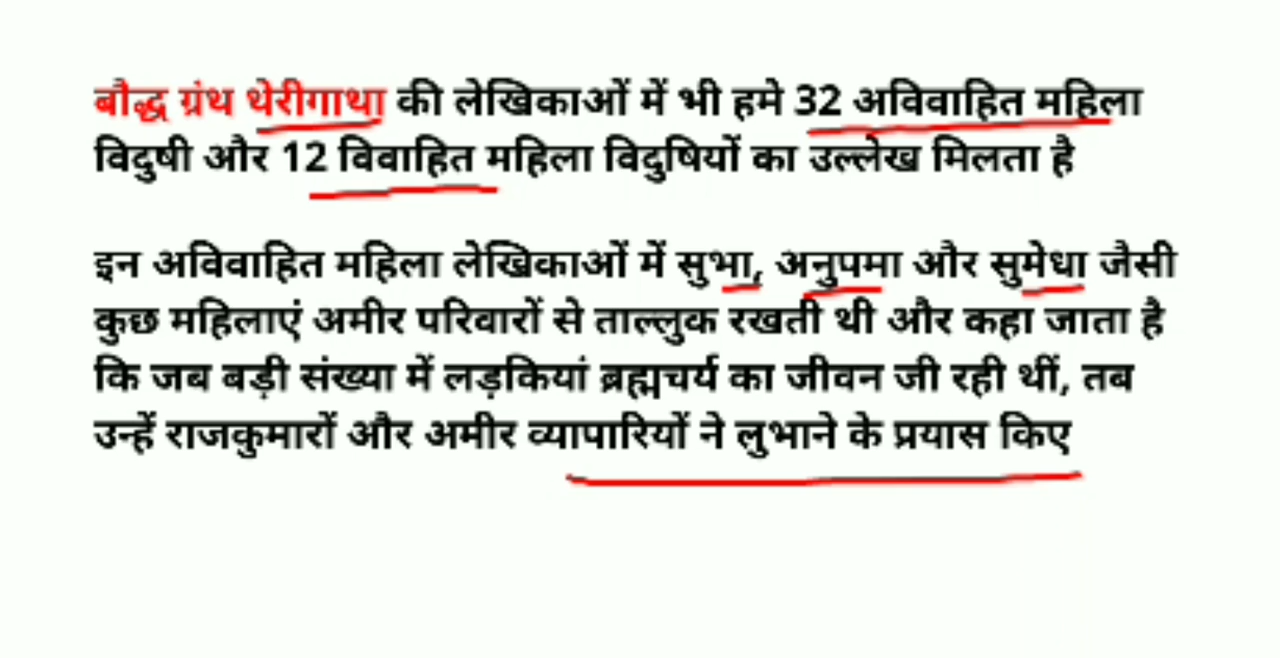 बौद्ध ग्रंथ थेरीगाथा की लेखिकाओं में भी हमे 32 अविवाहित महिला
विदुषी और 12 विवाहित महिला विदुषियों का उल्लेख मिलता है
इन अविवाहित महिला लेखिकाओं में सुभा, अनुपमा और सुमेधा जैसी
कुछ महिलाएं अमीर परिवारों से ताल्लुक रखती थी और कहा जाता है
कि जब बड़ी संख्या में लड़कियां ब्रह्मचर्य का जीवन जी रही थीं, तब
उन्हें राजकुमारों और अमीर व्यापारियों ने लुभाने के प्रयास किए